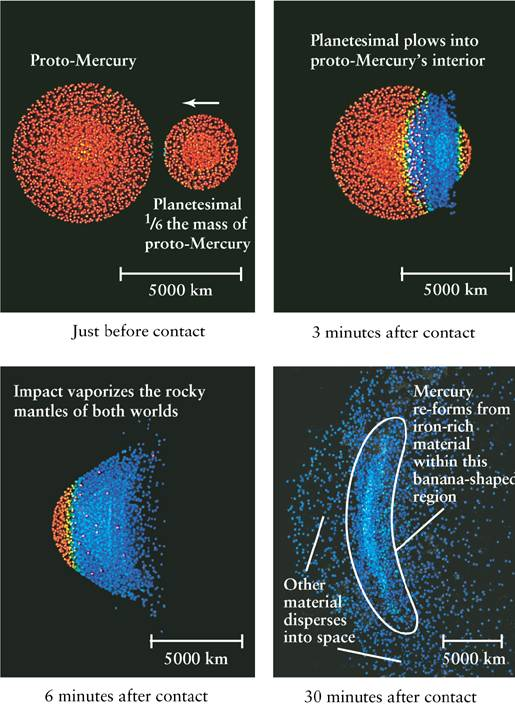 Proto-Mercury
Planetesimal
1/6 the mass of
proto-Mercury
5000 km
Just before contact
Planetesimal plows into
proto-Mercury's interior
5000 km
3 minutes after contact
Impact vaporizes the rocky
mantles of both worlds
5000 km
6 minutes after contact
Mercury
re-forms from
iron-rich
material
within this
banana-shaped
region
Other
material
disperses
into space
5000 km
30 minutes after contact